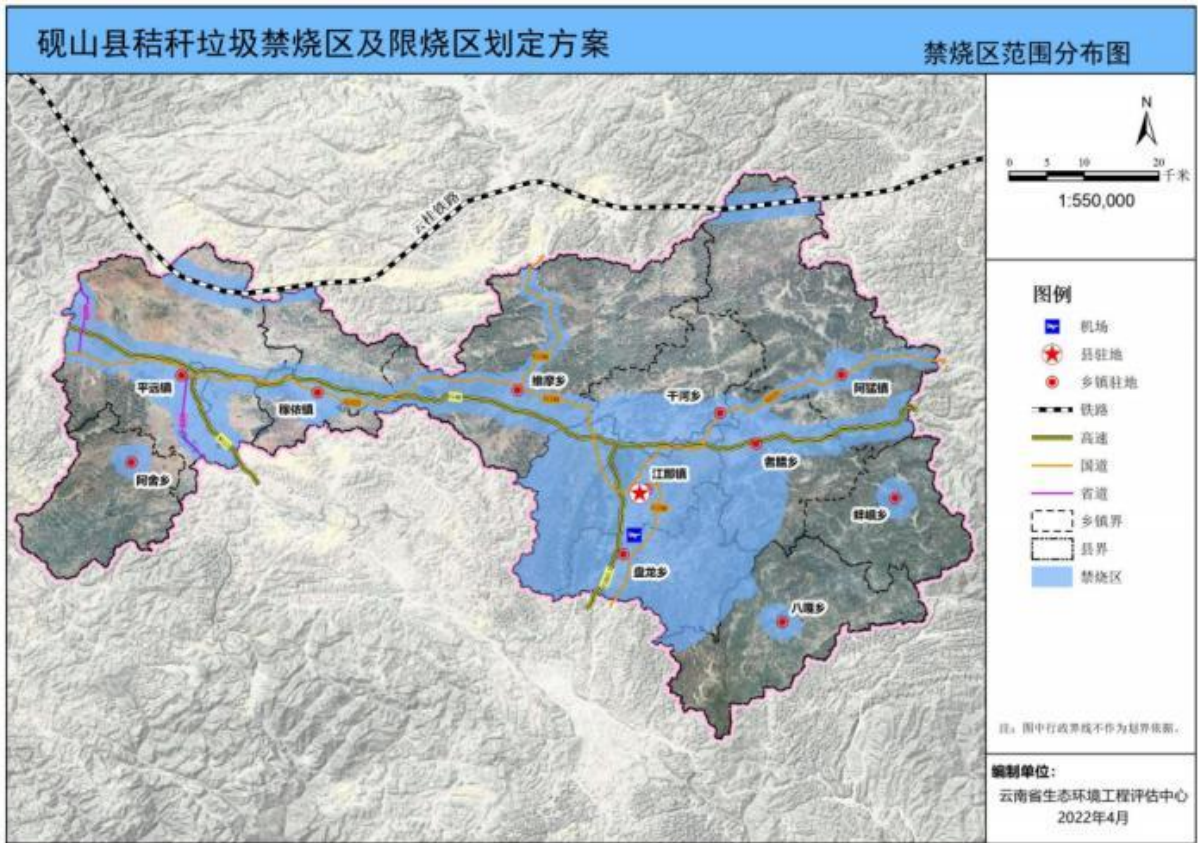 砚山县秸秆垃圾禁烧区及限烧区划定方案
禁烧区范围分布图
N
0 5 10 20
千米
1:550,000
图例
机场
县驻地
乡镇驻地
铁路
高速
国道
省道
乡镇界
县界
禁烧区
注：图中行政界线不作为划界依据。
编制单位：
云南省生态环境工程评估中心
2022年4月
云桂铁路
平远镇
稼依镇
维摩乡
干河乡
阿猛镇
者腊乡
阿舍乡
江那镇
蚌峨乡
盘龙乡
八嘎乡